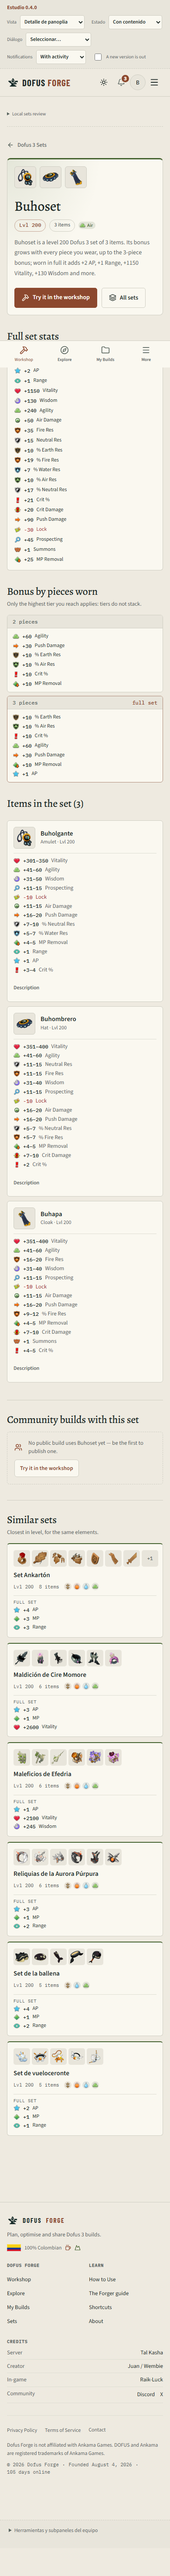 Estudio 0.4.0
Vista Detalle de panoplia Estado Con contenido
Diálogo Seleccionar…
Notifications With activity A new version is out
DOFUS FORGE
3
B
Local sets review
Dofus 3 Sets
Buhoset
Lvl 200 3 items Air
Buhoset is a level 200 Dofus 3 set of 3 items. Its bonus
grows with every piece you wear, up to the 3-piece
bonus; worn in full it adds +2 AP, +1 Range, +1150
Vitality, +130 Wisdom and more.
Try it in the workshop
All sets
Full set stats
Workshop Explore My Builds Menu
+2 AP
+1 Range
+1150 Vitality
+130 Wisdom
+240 Agility
+50 Air Damage
+35 Fire Res
+15 Neutral Res
+10 % Earth Res
+19 % Fire Res
+7 % Water Res
+10 % Air Res
+17 % Neutral Res
+21 Crit %
+20 Crit Damage
+90 Push Damage
-30 Lock
+45 Prospecting
+1 Summons
+25 MP Removal
Bonus by pieces worn
Only the highest tier you reach applies: tiers do not stack.
2 pieces
+60 Agility
+30 Push Damage
+10 % Earth Res
+10 % Air Res
+10 Crit %
+10 MP Removal
3 pieces full set
+10 % Earth Res
+10 % Air Res
+10 Crit %
+60 Agility
+30 Push Damage
+10 MP Removal
+1 AP
Items in the set (3)
Buholgante
Amulet · Lvl 200
+301-350 Vitality
+41-60 Agility
+31-50 Wisdom
+11-15 Prospecting
-10 Lock
+11-15 Air Damage
+16-20 Push Damage
+7-10 % Neutral Res
+5-7 % Water Res
+4-5 MP Removal
+1 Range
+1 AP
+3-4 Crit %
Description
Buhombrero
Hat · Lvl 200
+351-400 Vitality
+41-60 Agility
+11-15 Neutral Res
+11-15 Fire Res
+31-40 Wisdom
+11-15 Prospecting
-10 Lock
+16-20 Air Damage
+16-20 Push Damage
+5-7 % Neutral Res
+5-7 % Fire Res
+4-5 MP Removal
+7-10 Crit Damage
+2 Crit %
Description
Buhapa
Cloak · Lvl 200
+351-400 Vitality
+41-60 Agility
+16-20 Fire Res
+31-40 Wisdom
+11-15 Prospecting
-10 Lock
+11-15 Air Damage
+16-20 Push Damage
+9-12 % Fire Res
+4-5 MP Removal
+7-10 Crit Damage
+1 Summons
+4-5 Crit %
Description
Community builds with this set
No public build uses Buhoset yet — be the first to
publish one.
Try it in the workshop
Similar sets
Closest in level, for the same elements.
+1
Set Ankartón
Lvl 200 8 items
FULL SET
+4 AP
+3 MP
+3 Range
Maldición de Cire Momore
Lvl 200 6 items
FULL SET
+3 AP
+1 MP
+2600 Vitality
Maleficios de Efedria
Lvl 200 6 items
FULL SET
+1 AP
+2100 Vitality
+245 Wisdom
Reliquias de la Aurora Púrpura
Lvl 200 6 items
FULL SET
+3 AP
+1 MP
+2 Range
Set de la ballena
Lvl 200 5 items
FULL SET
+4 AP
+1 MP
+2 Range
Set de vueloceronte
Lvl 200 5 items
FULL SET
+2 AP
+1 MP
+1 Range
DOFUS FORGE
Plan, optimise and share Dofus 3 builds.
100% Colombian
DOFUS FORGE LEARN
Workshop How to Use
Explore The Forger guide
My Builds Shortcuts
Sets About
CREDITS
Server Tal Kasha
Creator Juan / Wembie
In-game Raik-Luck
Community Discord X
Privacy Policy Terms of Service Contact
Dofus Forge is not affiliated with Ankama Games. DOFUS and Ankama
are registered trademarks of Ankama Games.
© 2026 Dofus Forge · Founded August 4, 2026 ·
105 days online
Herramientas y subpaneles del equipo